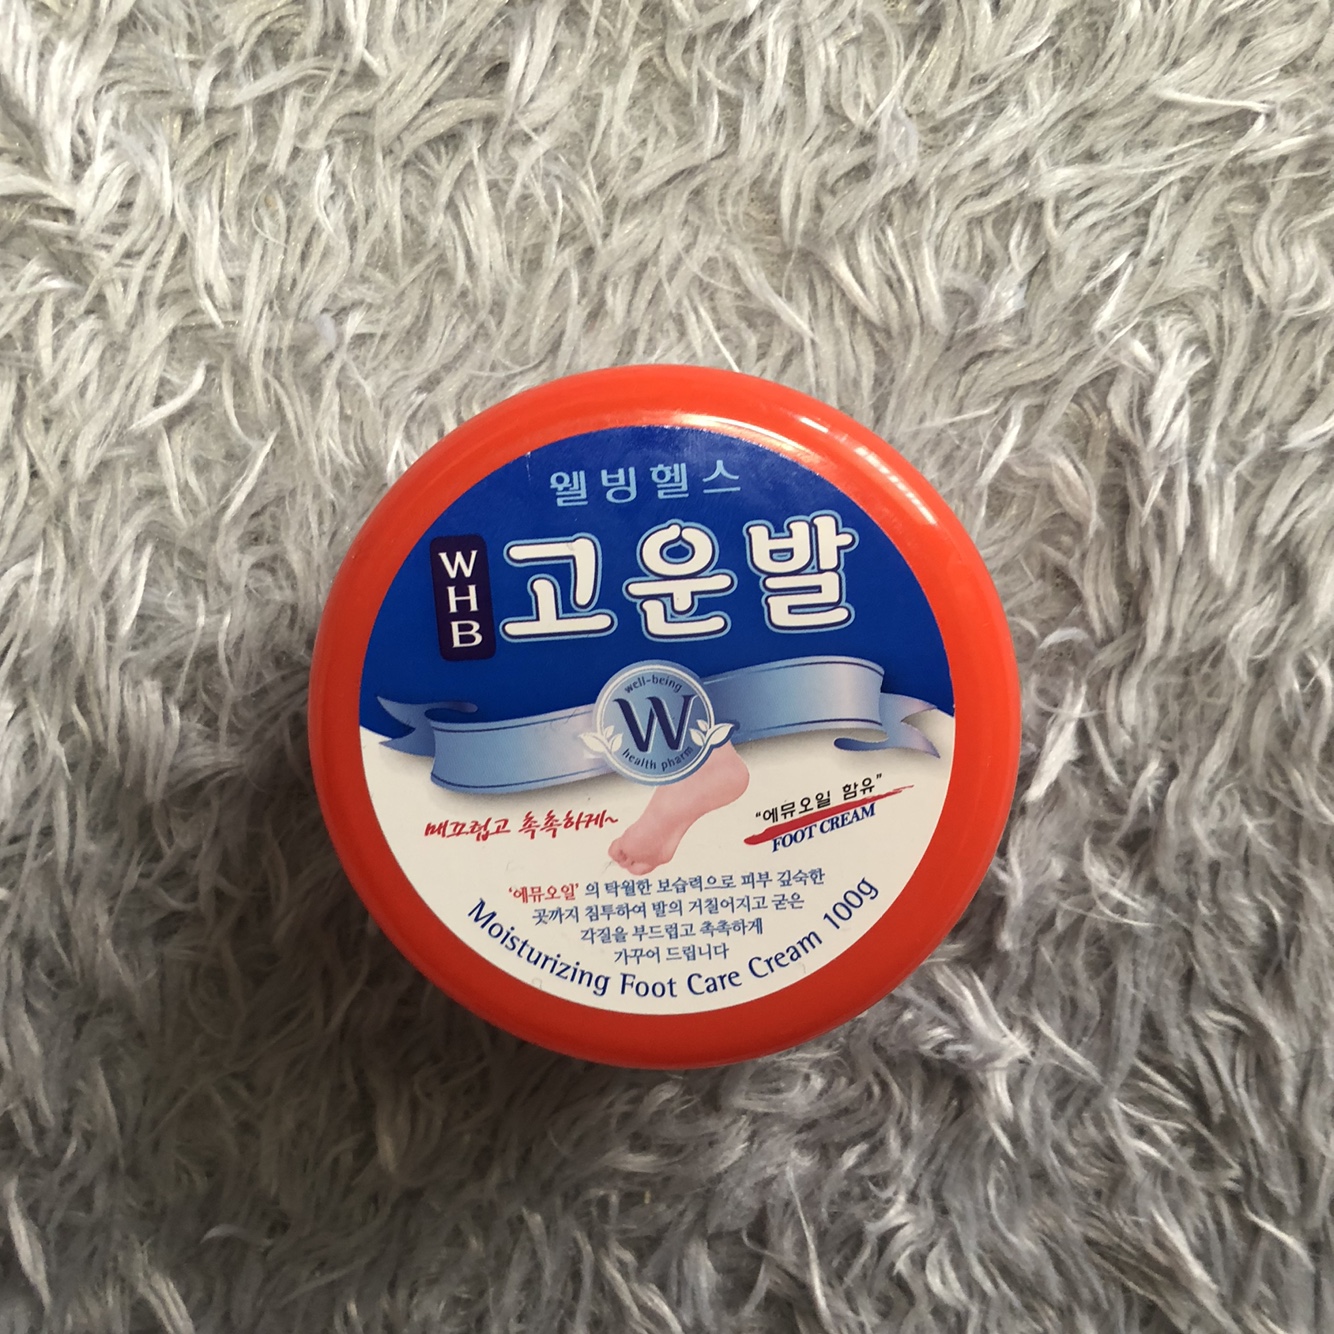 웰빙헬스
WHB
고운발
well-being
W
health pharm
매끄럽고 촉촉하게~
"에뮤오일 함유"
FOOT CREAM
'에뮤오일' 의 탁월한 보습력으로 피부 깊숙한
곳까지 침투하여 발의 거칠어지고 굳은
각질을 부드럽고 촉촉하게
가꾸어 드립니다
Moisturizing Foot Care Cream 100g